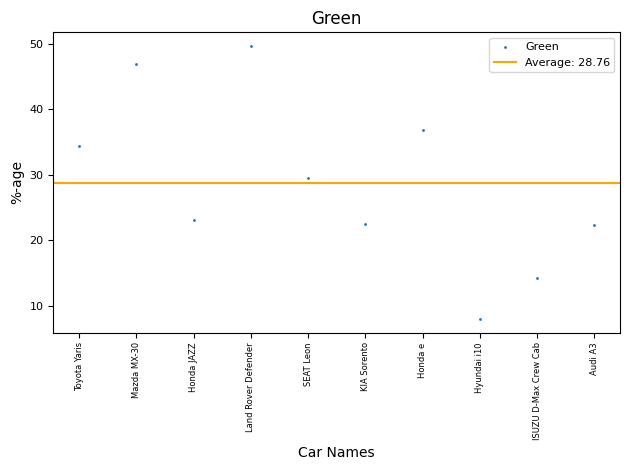 Green
50
40
30
20
10
%-age
Green
Average: 28.76
Toyota Yaris
Mazda MX-30
Honda JAZZ
Land Rover Defender
SEAT Leon
KIA Sorento
Honda e
Hyundai i10
ISUZU D-Max Crew Cab
Audi A3
Car Names